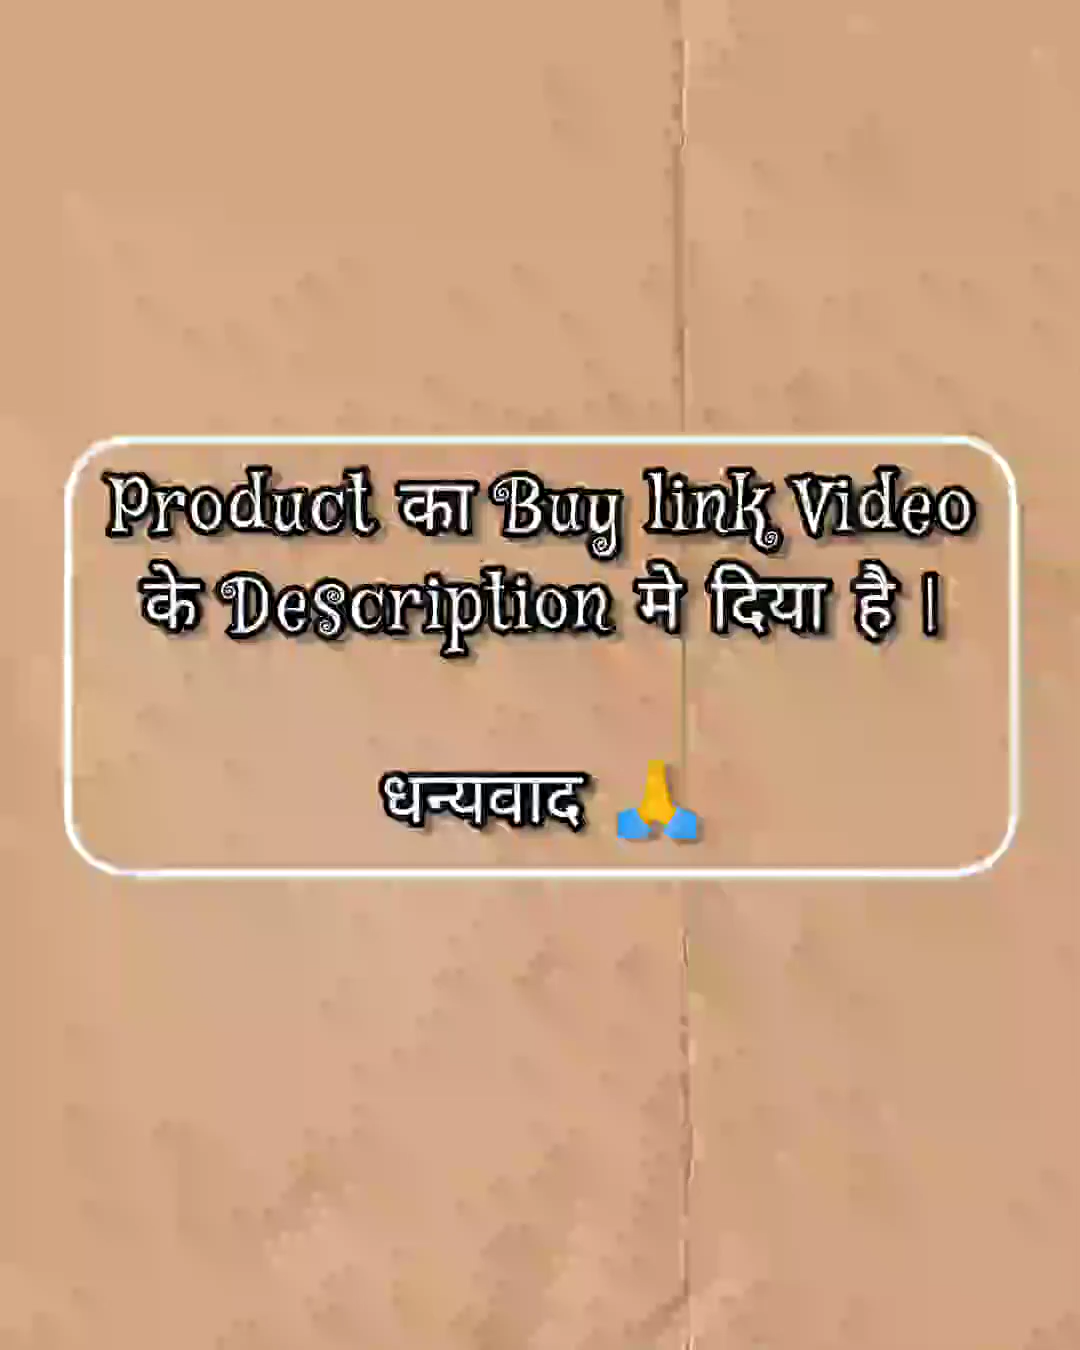 Product का Buy link Video
के Description मे दिया है |
धन्यवाद 🙏